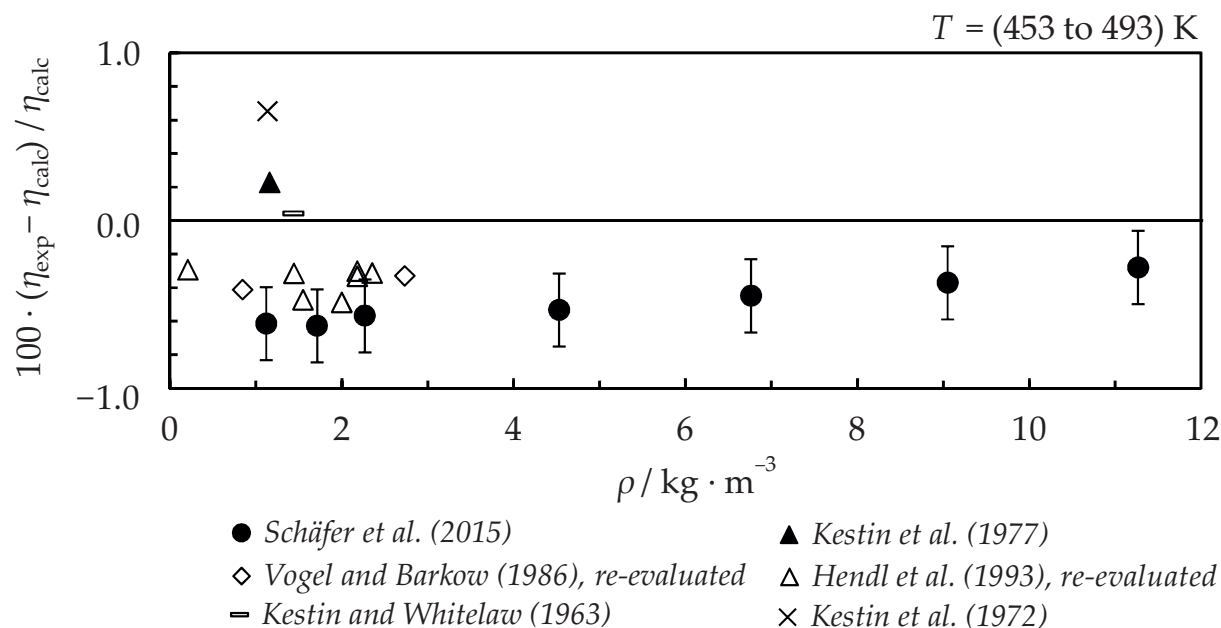 T = (453 to 493) K
1.0
0.0
−1.0
100 · (ηexp − ηcalc) / ηcalc
0 2 4 6 8 10 12
ρ / kg · m⁻³
Schäfer et al. (2015)
Vogel and Barkow (1986), re-evaluated
Kestin and Whitelaw (1963)
Kestin et al. (1977)
Hendl et al. (1993), re-evaluated
Kestin et al. (1972)